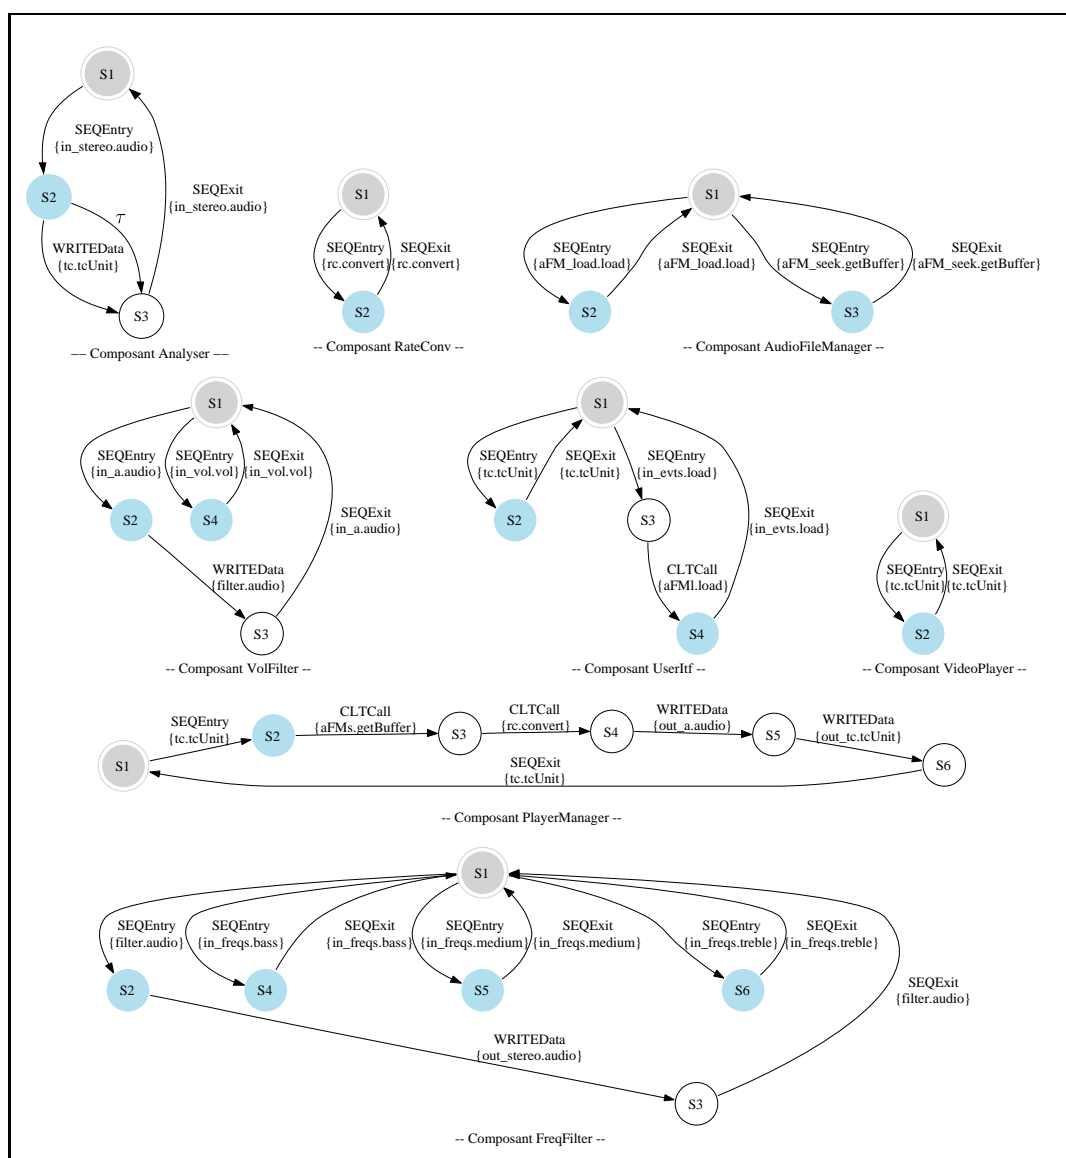 S1
SEQEntry
{in_stereo.audio}
S2
τ
WRITEData
{tc.tcUnit}
SEQExit
{in_stereo.audio}
S3
–– Composant Analyser ––
S1
SEQEntry
{rc.convert}
SEQExit
{rc.convert}
S2
-- Composant RateConv --
S1
SEQEntry
{aFM_load.load}
SEQExit
{aFM_load.load}
SEQEntry
{aFM_seek.getBuffer}
SEQExit
{aFM_seek.getBuffer}
S2
S3
-- Composant AudioFileManager --
S1
SEQEntry
{in_a.audio}
SEQEntry
{in_vol.vol}
SEQExit
{in_vol.vol}
SEQExit
{in_a.audio}
S2
S4
WRITEData
{filter.audio}
S3
-- Composant VolFilter --
S1
SEQEntry
{tc.tcUnit}
SEQExit
{tc.tcUnit}
SEQEntry
{in_evts.load}
S2
S3
SEQExit
{in_evts.load}
CLTCall
{aFMl.load}
S4
-- Composant UserItf --
S1
SEQEntry
{tc.tcUnit}
SEQExit
{tc.tcUnit}
S2
-- Composant VideoPlayer --
S1
SEQEntry
{tc.tcUnit}
S2
CLTCall
{aFMs.getBuffer}
S3
CLTCall
{rc.convert}
S4
WRITEData
{out_a.audio}
S5
WRITEData
{out_tc.tcUnit}
S6
SEQExit
{tc.tcUnit}
-- Composant PlayerManager --
S1
SEQEntry
{filter.audio}
SEQEntry
{in_freqs.bass}
SEQExit
{in_freqs.bass}
SEQEntry
{in_freqs.medium}
SEQExit
{in_freqs.medium}
SEQEntry
{in_freqs.treble}
SEQExit
{in_freqs.treble}
S2
S4
S5
S6
SEQExit
{filter.audio}
WRITEData
{out_stereo.audio}
S3
-- Composant FreqFilter --